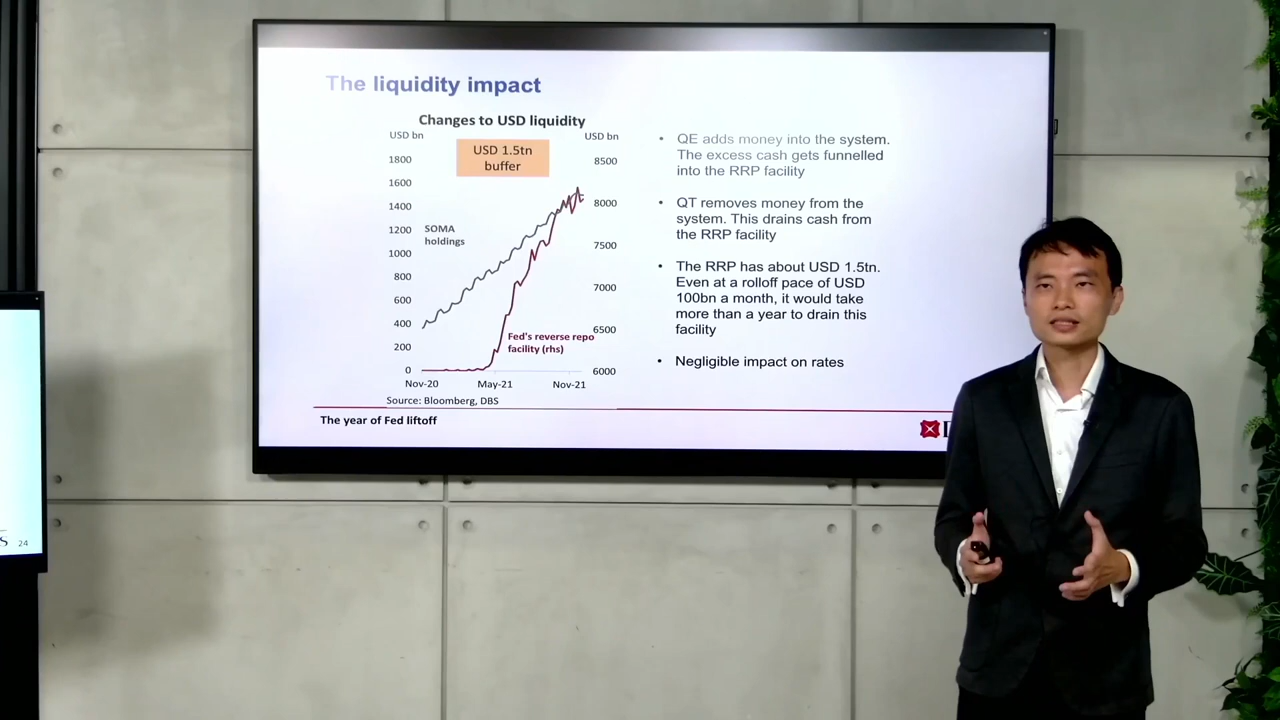 The liquidity impact
Changes to USD liquidity
USD bn
USD bn
USD 1.5tn
buffer
1800
1600
1400
1200
1000
800
600
400
200
0
8500
8000
7500
7000
6500
6000
SOMA
holdings
Fed's reverse repo
facility (rhs)
Nov-20
May-21
Nov-21
Source: Bloomberg, DBS
• QE adds money into the system.
The excess cash gets funnelled
into the RRP facility
• QT removes money from the
system. This drains cash from
the RRP facility
• The RRP has about USD 1.5tn.
Even at a rolloff pace of USD
100bn a month, it would take
more than a year to drain this
facility
• Negligible impact on rates
The year of Fed liftoff
S 24